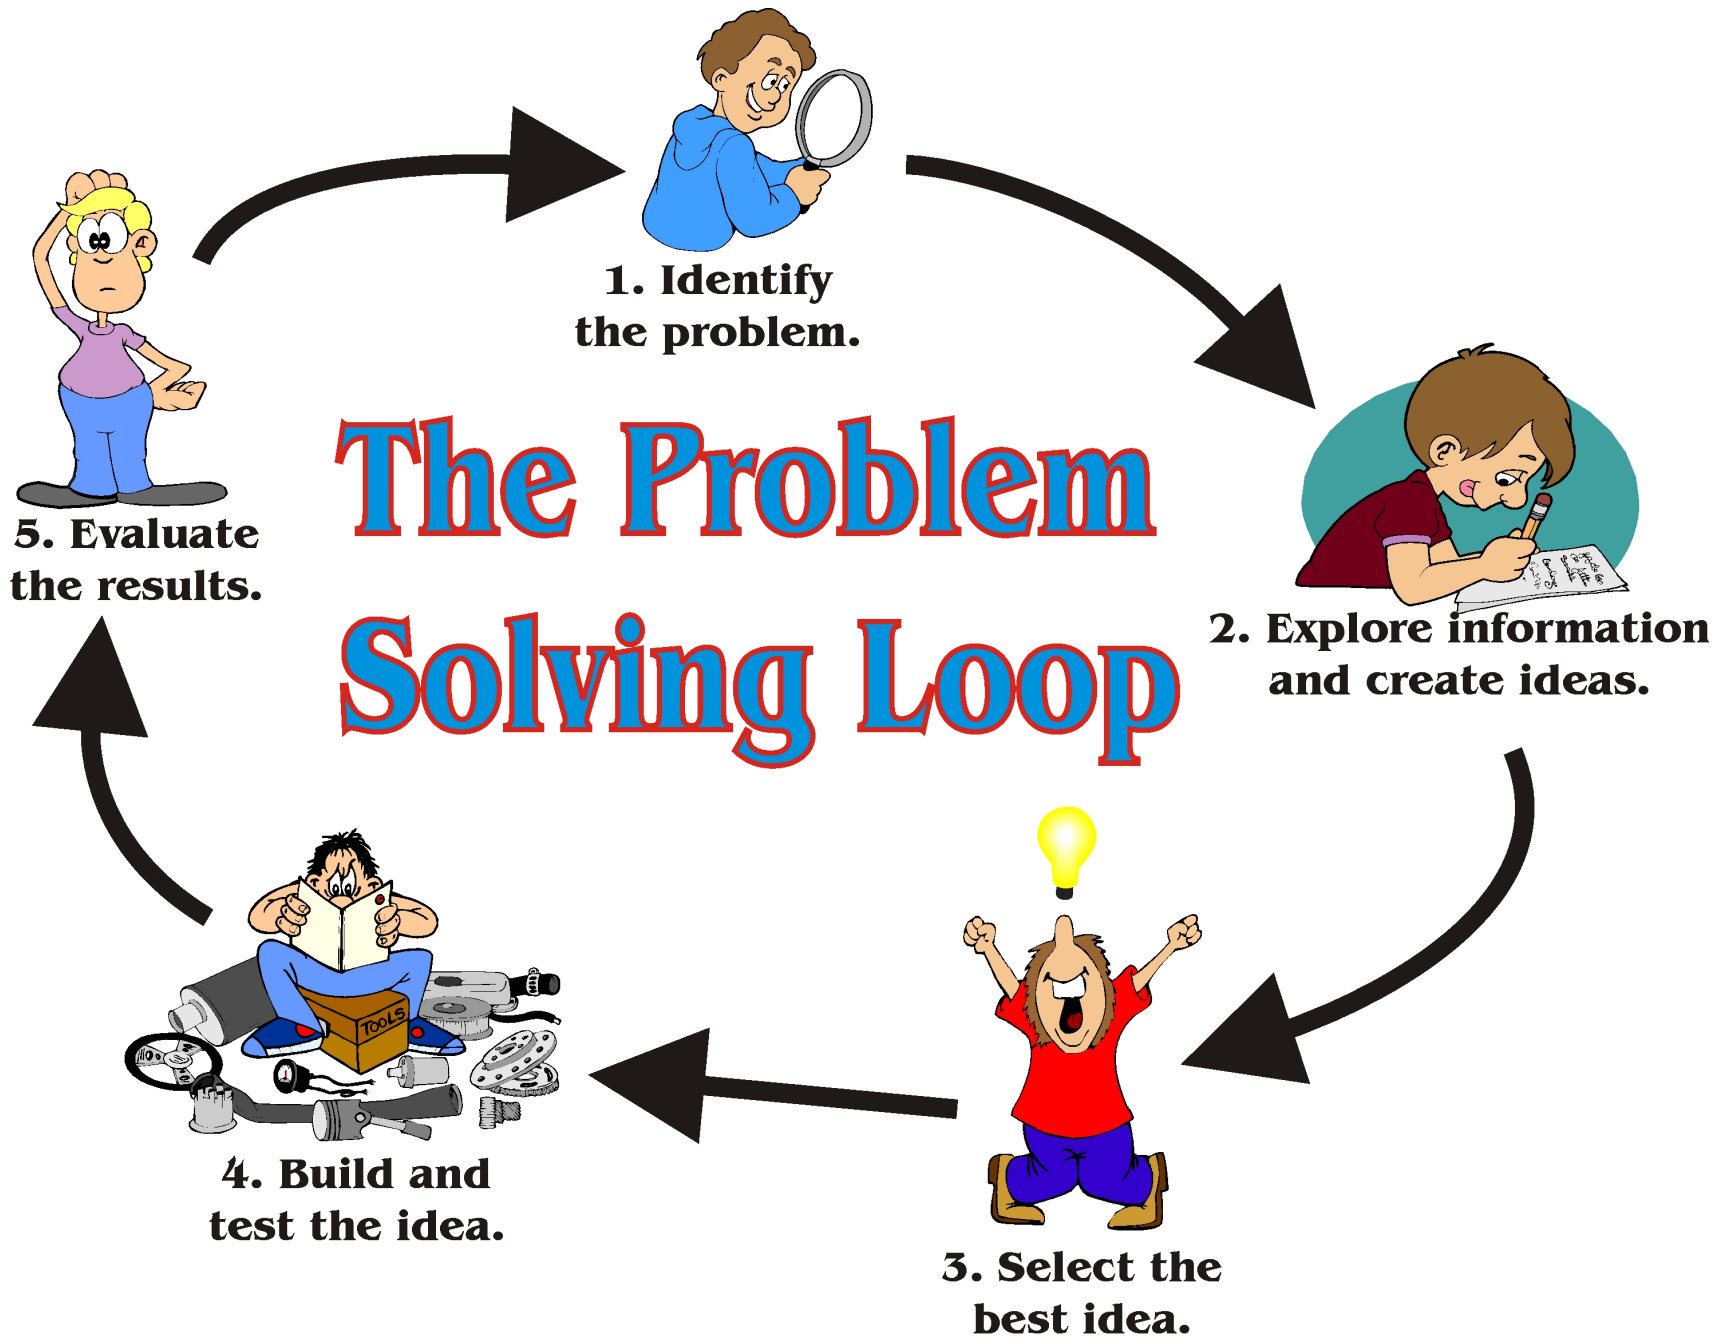 1. Identify
the problem.
The Problem
Solving Loop
2. Explore information
and create ideas.
3. Select the
best idea.
TOOLS
4. Build and
test the idea.
5. Evaluate
the results.